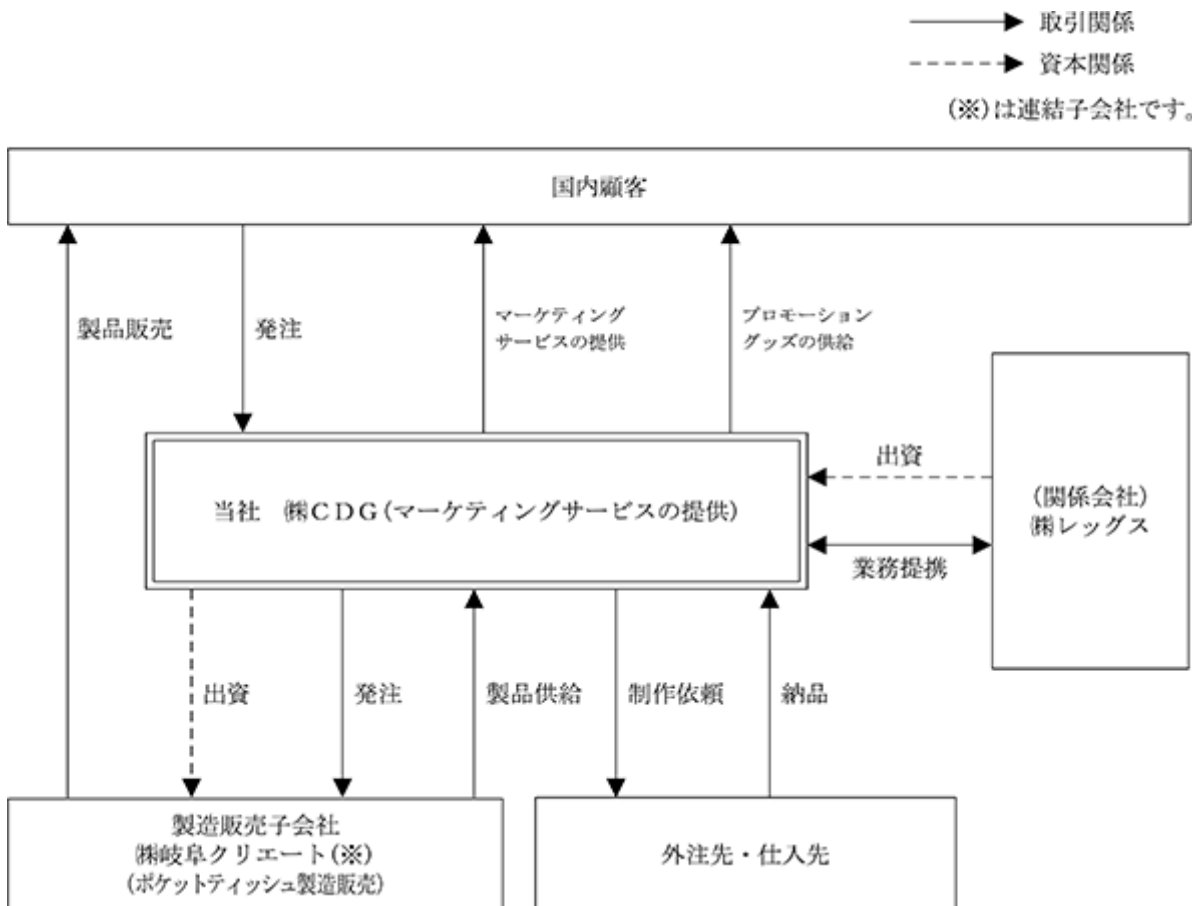 取引関係
資本関係
(※)は連結子会社です。
国内顧客
製品販売
発注
マーケティング
サービスの提供
プロモーション
グッズの供給
出資
当社 ㈱CDG(マーケティングサービスの提供)
(関係会社)
㈱レッグス
業務提携
出資
発注
製品供給
制作依頼
納品
製造販売子会社
㈱岐阜クリエート(※)
(ポケットティッシュ製造販売)
外注先・仕入先